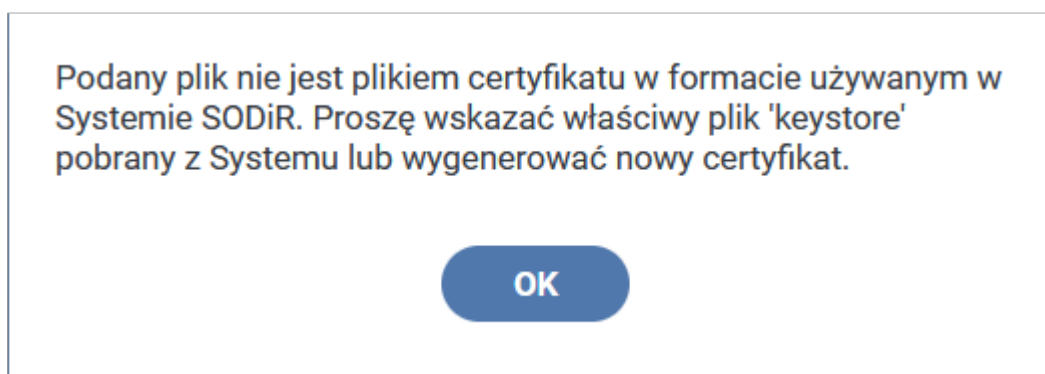 Podany plik nie jest plikiem certyfikatu w formacie używanym w
Systemie SODiR. Proszę wskazać właściwy plik 'keystore'
pobrany z Systemu lub wygenerować nowy certyfikat.
OK